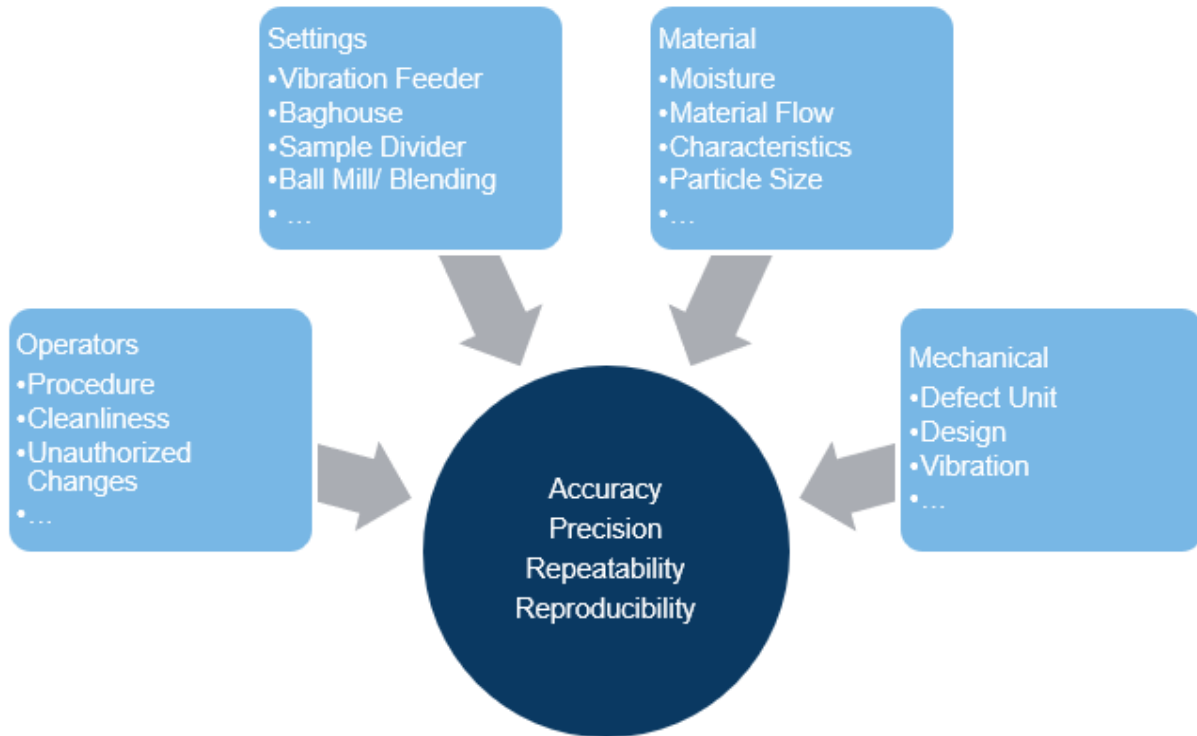 Settings
•Vibration Feeder
•Baghouse
•Sample Divider
•Ball Mill/ Blending
• ...
Material
•Moisture
•Material Flow
•Characteristics
•Particle Size
•...
Operators
•Procedure
•Cleanliness
•Unauthorized
Changes
•...
Mechanical
•Defect Unit
•Design
•Vibration
•...
Accuracy
Precision
Repeatability
Reproducibility